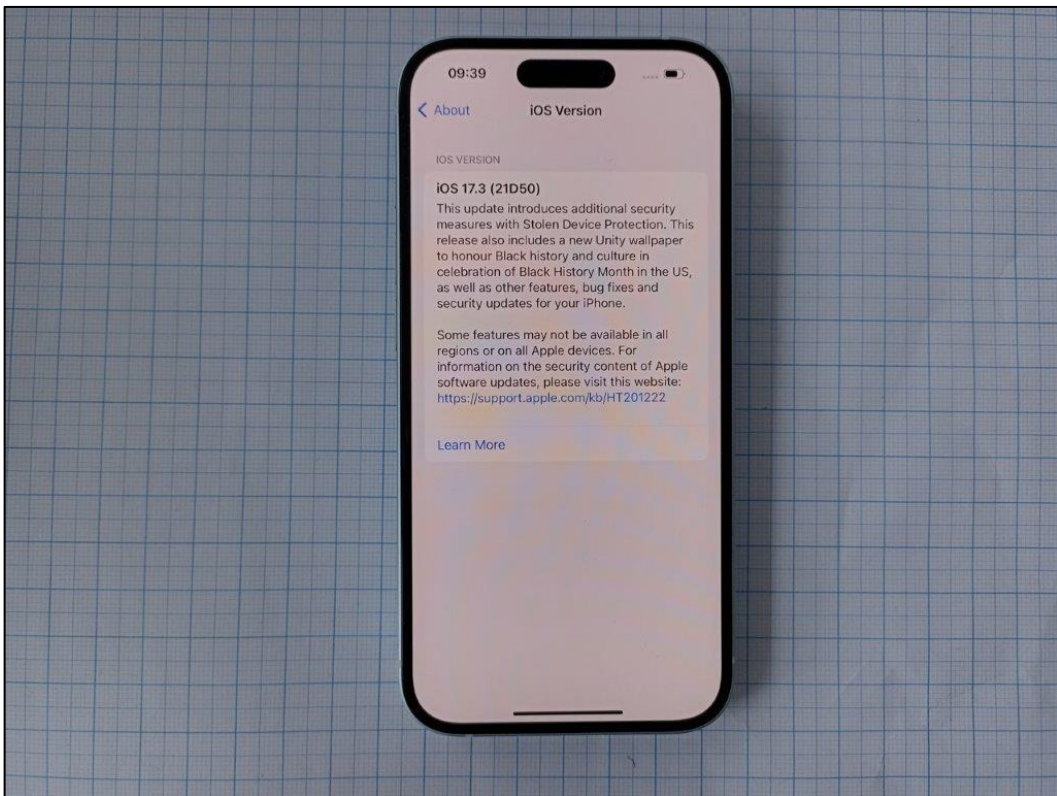 09:39
About
iOS Version
IOS VERSION
iOS 17.3 (21D50)
This update introduces additional security
measures with Stolen Device Protection. This
release also includes a new Unity wallpaper
to honour Black history and culture in
celebration of Black History Month in the US,
as well as other features, bug fixes and
security updates for your iPhone.
Some features may not be available in all
regions or on all Apple devices. For
information on the security content of Apple
software updates, please visit this website:
https://support.apple.com/kb/HT201222
Learn More